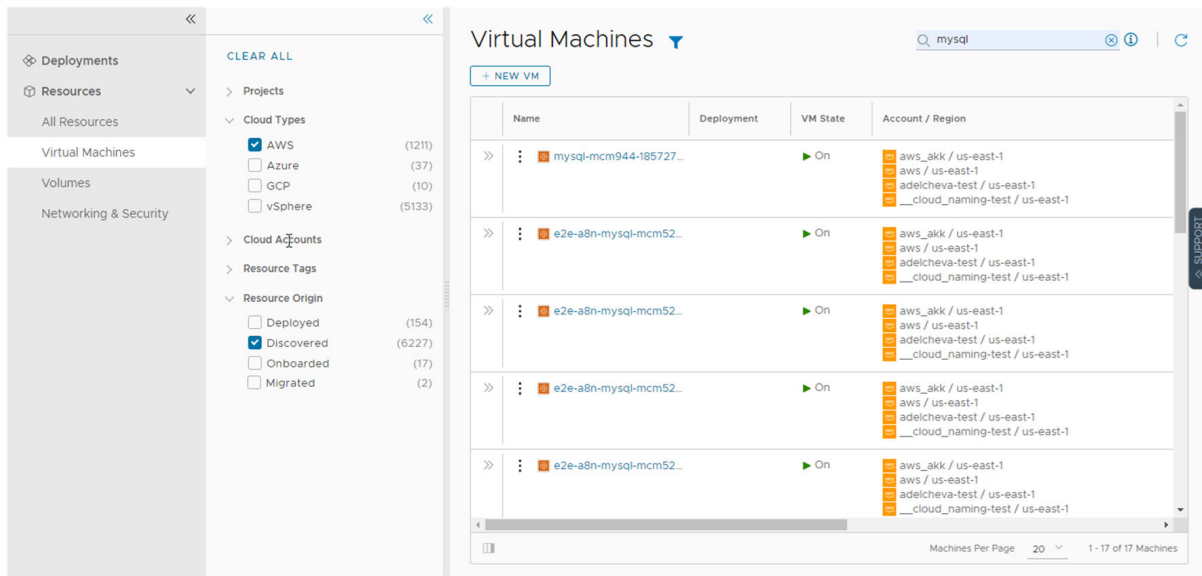 Deployments
Resources
All Resources
Virtual Machines
Volumes
Networking & Security
CLEAR ALL
Projects
Cloud Types
AWS (1211)
Azure (37)
GCP (10)
vSphere (5133)
Cloud Accounts
Resource Tags
Resource Origin
Deployed (154)
Discovered (6227)
Onboarded (17)
Migrated (2)
Virtual Machines
mysql
+ NEW VM
Name Deployment VM State Account / Region
mysql-mcm944-185727... On aws_akk / us-east-1
aws / us-east-1
adelcheva-test / us-east-1
__cloud_naming-test / us-east-1
e2e-a8n-mysql-mcm52... On aws_akk / us-east-1
aws / us-east-1
adelcheva-test / us-east-1
__cloud_naming-test / us-east-1
e2e-a8n-mysql-mcm52... On aws_akk / us-east-1
aws / us-east-1
adelcheva-test / us-east-1
__cloud_naming-test / us-east-1
e2e-a8n-mysql-mcm52... On aws_akk / us-east-1
aws / us-east-1
adelcheva-test / us-east-1
__cloud_naming-test / us-east-1
e2e-a8n-mysql-mcm52... On aws_akk / us-east-1
aws / us-east-1
adelcheva-test / us-east-1
__cloud_naming-test / us-east-1
Machines Per Page 20 1 - 17 of 17 Machines
SUPPORT